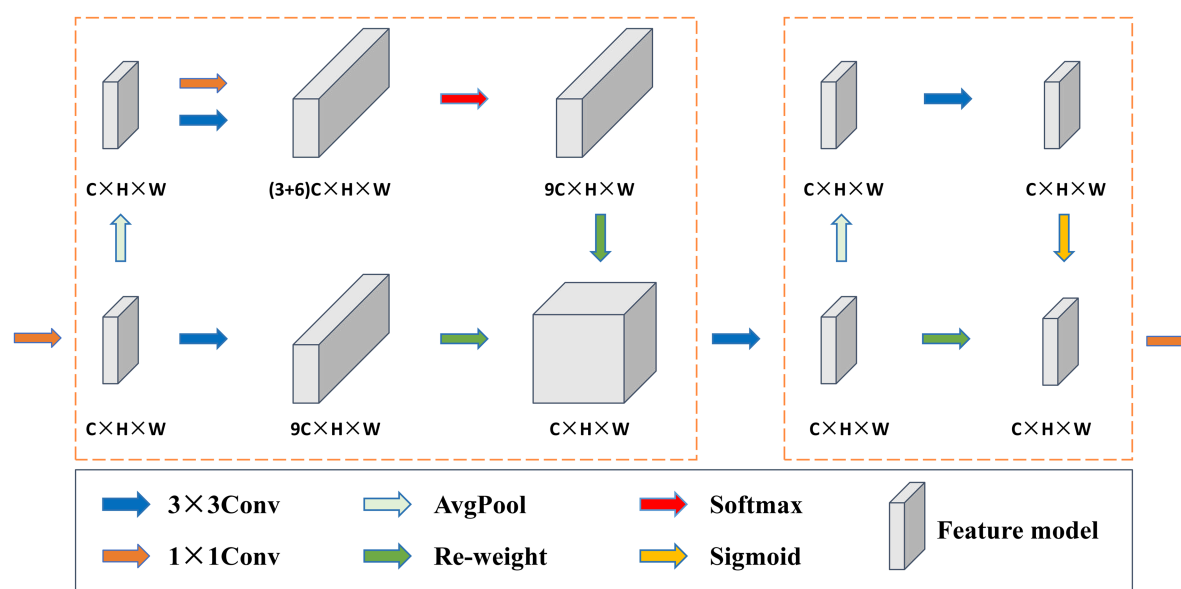 C×H×W
(3+6)C×H×W
9C×H×W
C×H×W
C×H×W
C×H×W
9C×H×W
C×H×W
C×H×W
C×H×W
3×3Conv
AvgPool
Softmax
Feature model
1×1Conv
Re-weight
Sigmoid